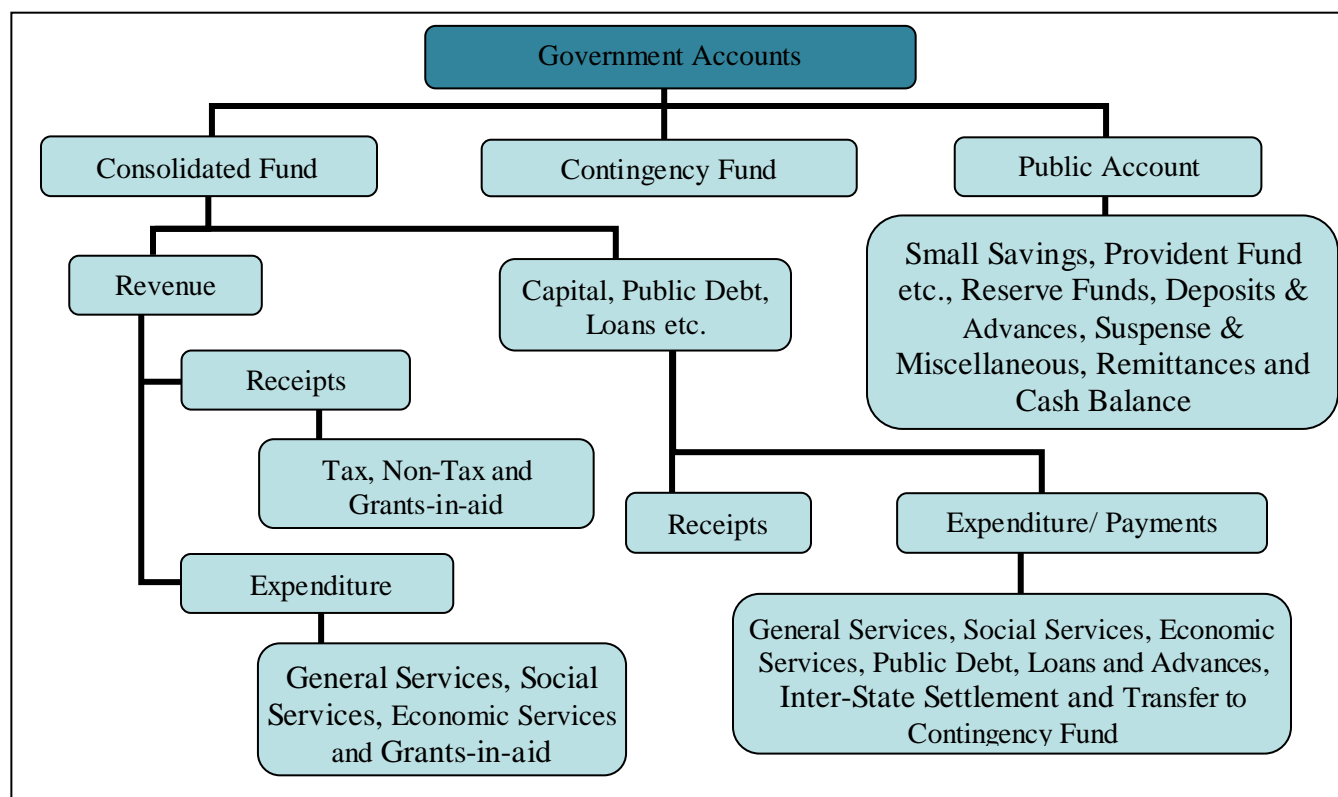 Government Accounts
Consolidated Fund
Contingency Fund
Public Account
Revenue
Capital, Public Debt,
Loans etc.
Small Savings, Provident Fund
etc., Reserve Funds, Deposits &
Advances, Suspense &
Miscellaneous, Remittances and
Cash Balance
Receipts
Tax, Non-Tax and
Grants-in-aid
Receipts
Expenditure/ Payments
Expenditure
General Services, Social
Services, Economic Services
and Grants-in-aid
General Services, Social Services, Economic
Services, Public Debt, Loans and Advances,
Inter-State Settlement and Transfer to
Contingency Fund